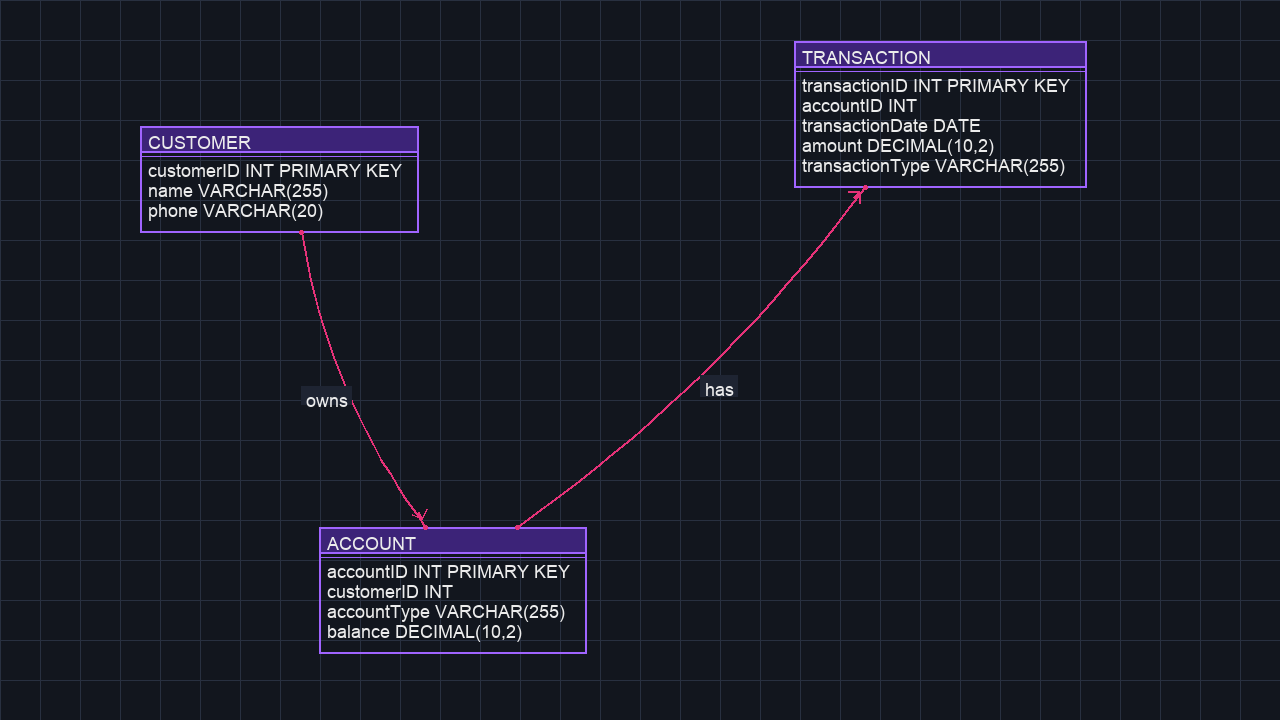 CUSTOMER
customerID INT PRIMARY KEY
name VARCHAR(255)
phone VARCHAR(20)
TRANSACTION
transactionID INT PRIMARY KEY
accountID INT
transactionDate DATE
amount DECIMAL(10,2)
transactionType VARCHAR(255)
owns
has
ACCOUNT
accountID INT PRIMARY KEY
customerID INT
accountType VARCHAR(255)
balance DECIMAL(10,2)